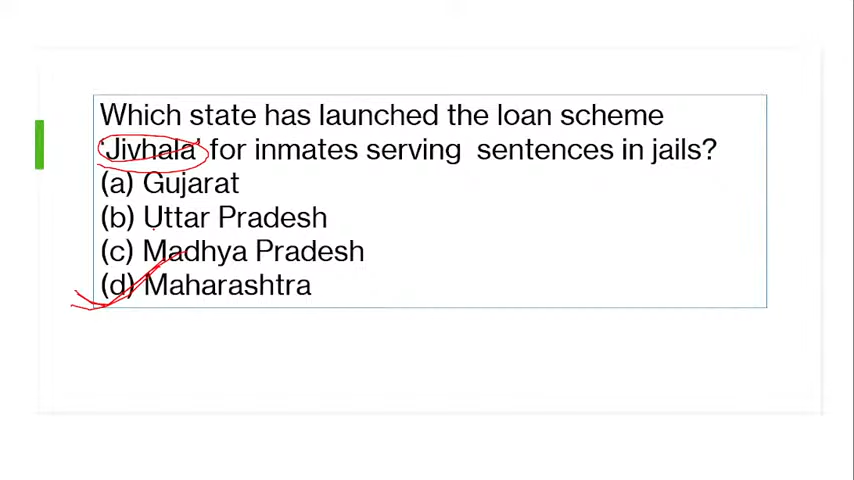 Which state has launched the loan scheme
'Jivhala' for inmates serving sentences in jails?
(a) Gujarat
(b) Uttar Pradesh
(c) Madhya Pradesh
(d) Maharashtra